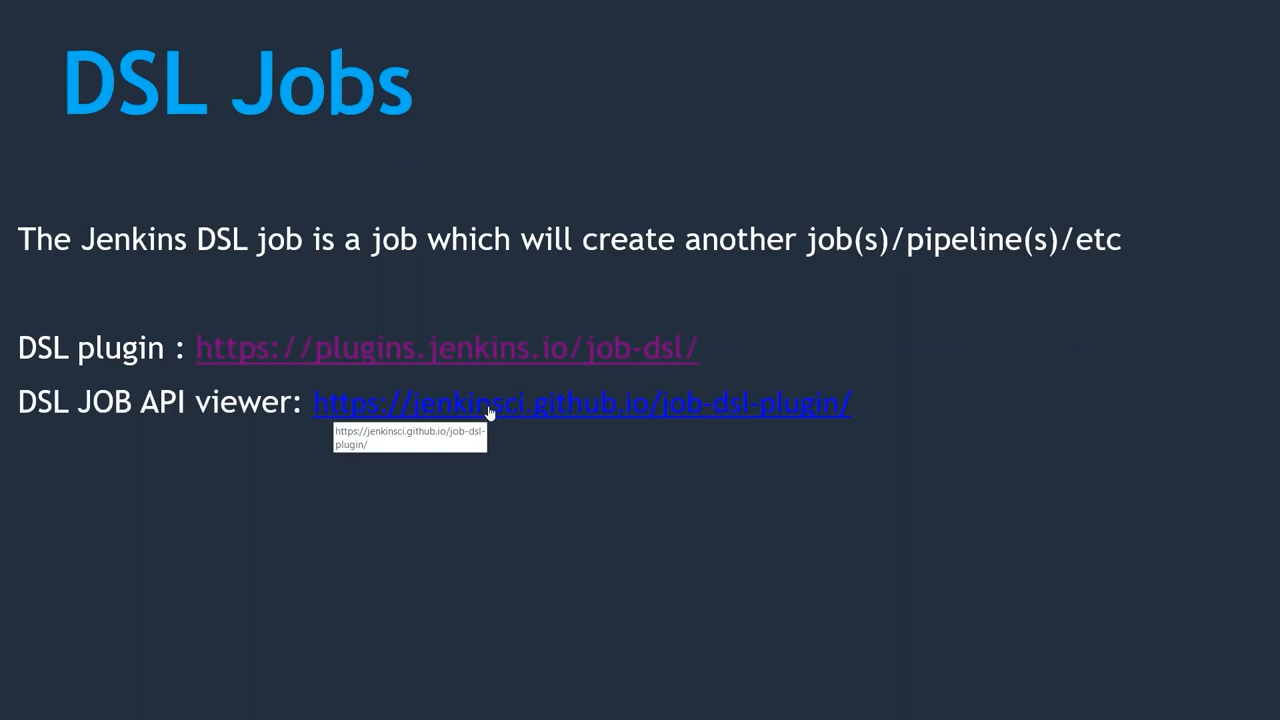 DSL Jobs
The Jenkins DSL job is a job which will create another job(s)/pipeline(s)/etc
DSL plugin : https://plugins.jenkins.io/job-dsl/
DSL JOB API viewer: https://jenkinsci.github.io/job-dsl-plugin/
https://jenkinsci.github.io/job-dsl-
plugin/